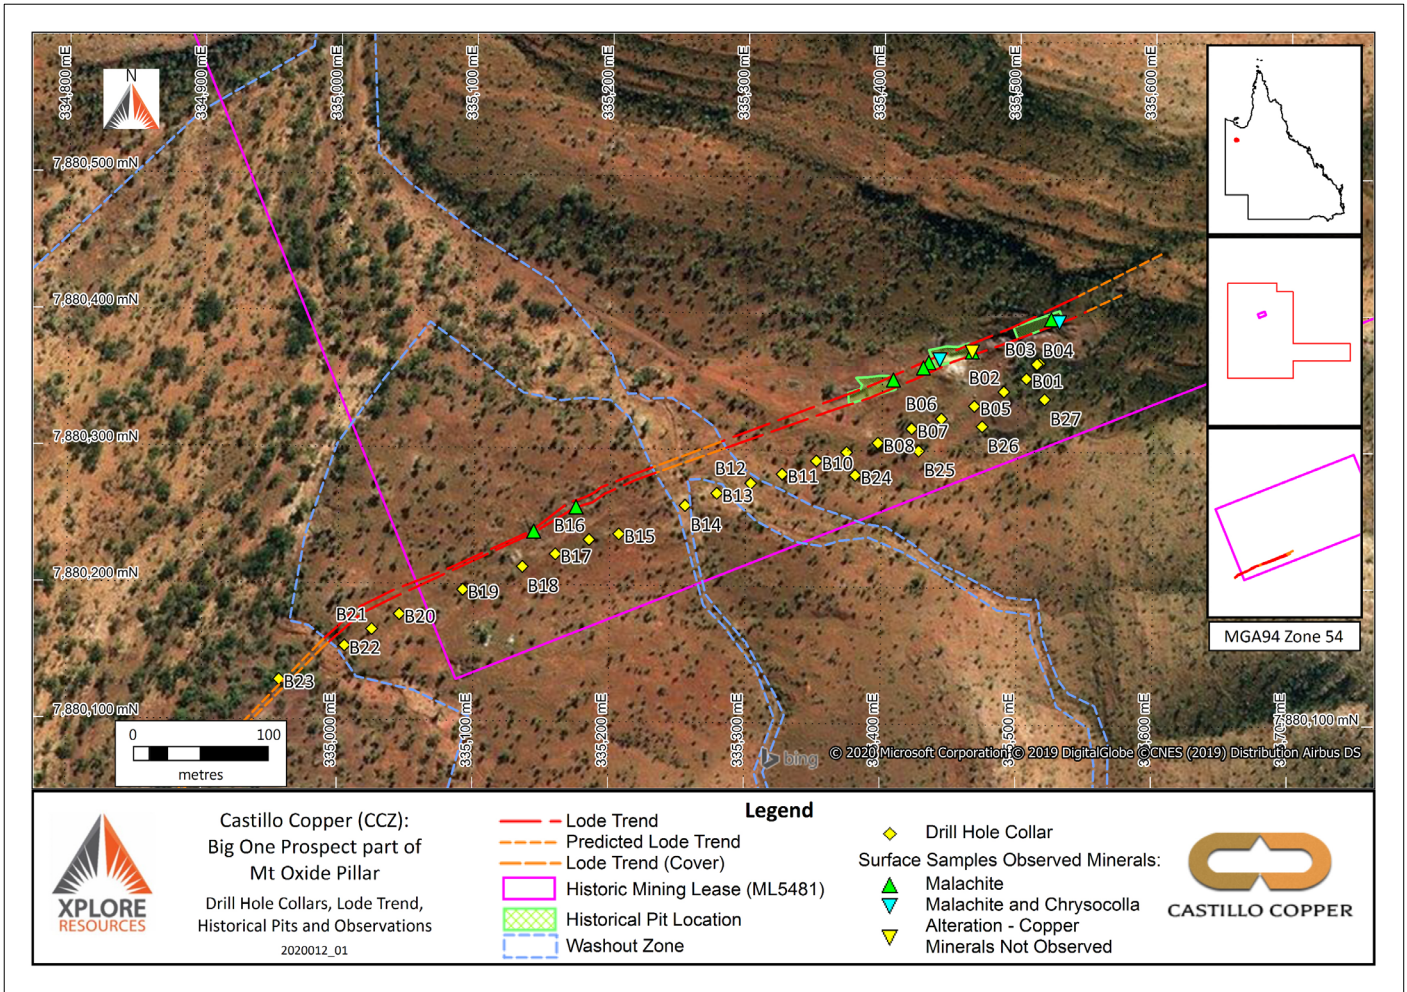 334,800 mE
334,900 mE
335,000 mE
335,100 mE
335,200 mE
335,300 mE
335,400 mE
335,500 mE
335,600 mE
N
7,880,500 mN
7,880,400 mN
7,880,300 mN
7,880,200 mN
7,880,100 mN
B03
B04
B02
B01
B06
B05
B27
B07
B26
B08
B12
B10
B25
B11
B24
B13
B16
B14
B15
B17
B18
B19
B21
B20
B22
B23
MGA94 Zone 54
335,000 mE
335,100 mE
335,200 mE
335,300 mE
335,400 mE
335,500 mE
335,600 mE
335,700 mE
7,880,100 mN
0 100
metres
bing
© 2020 Microsoft Corporation © 2019 DigitalGlobe ©CNES (2019) Distribution Airbus DS
XPLORE
RESOURCES
Castillo Copper (CCZ):
Big One Prospect part of
Mt Oxide Pillar
Drill Hole Collars, Lode Trend,
Historical Pits and Observations
2020012_01
Legend
Lode Trend
Predicted Lode Trend
Lode Trend (Cover)
Historic Mining Lease (ML5481)
Historical Pit Location
Washout Zone
Drill Hole Collar
Surface Samples Observed Minerals:
Malachite
Malachite and Chrysocolla
Alteration - Copper
Minerals Not Observed
CASTILLO COPPER